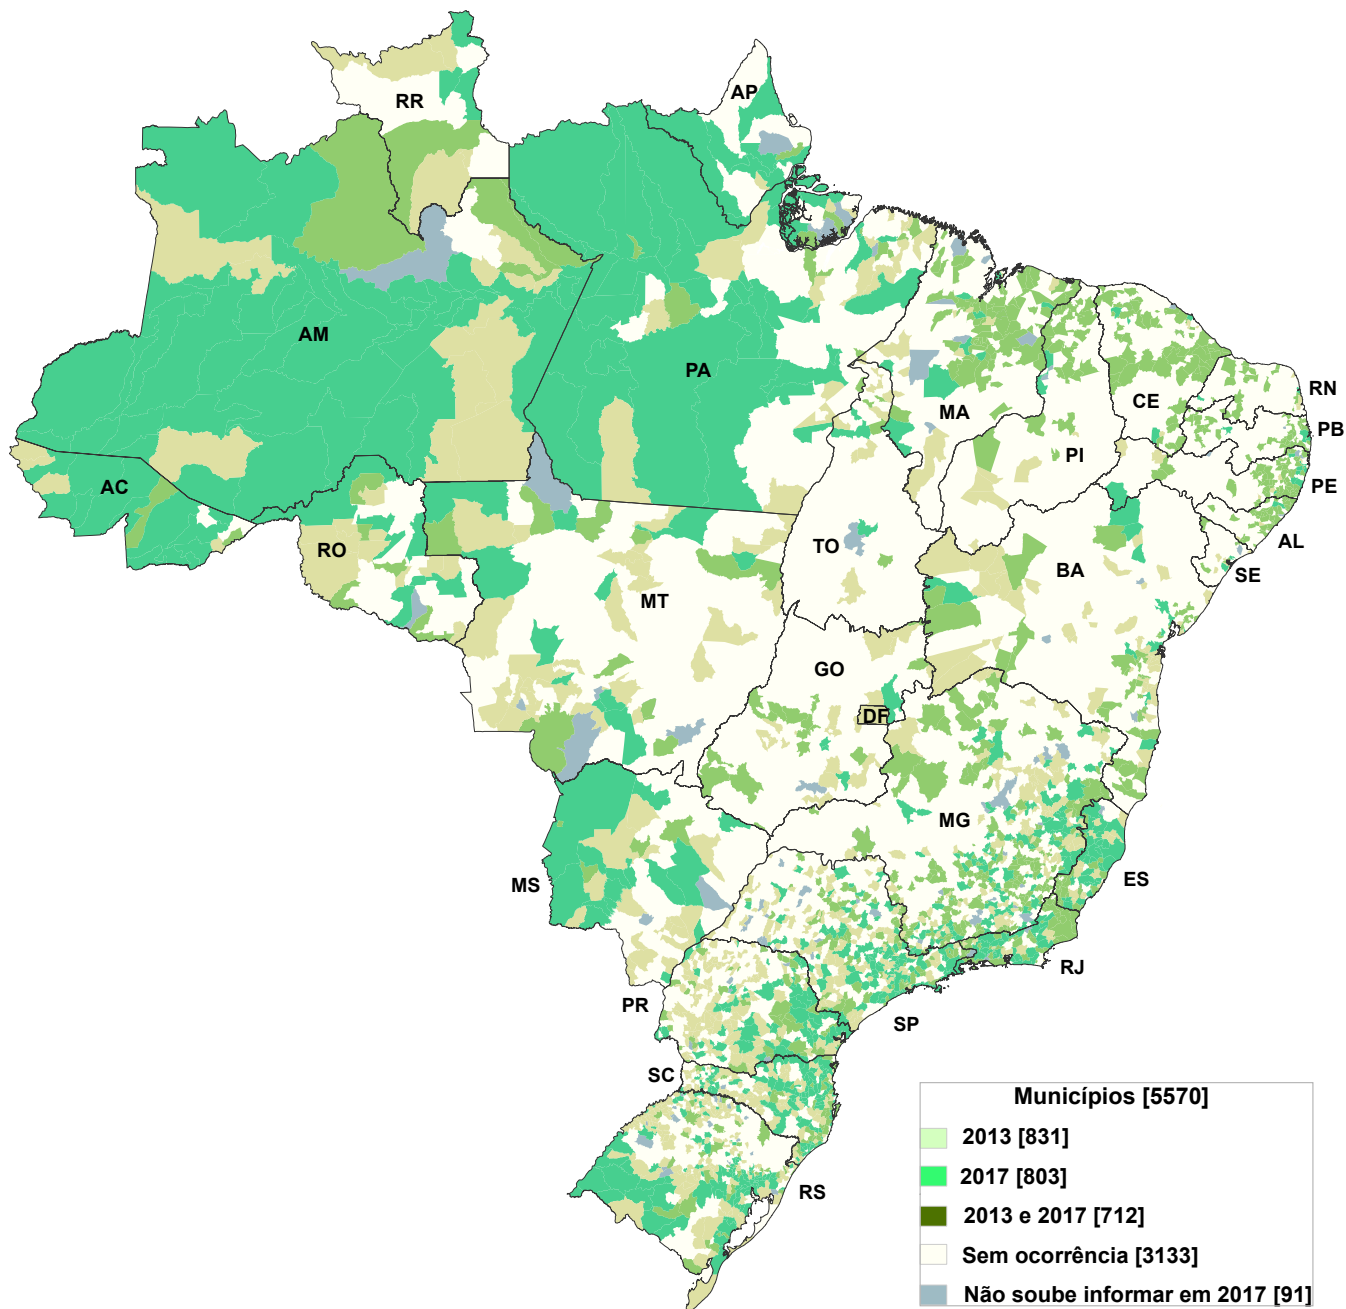 AP
RR
AM
PA
RN
MA
CE
PB
PI
AC
PE
TO
RO
BA
AL
SE
MT
GO
DF
MG
MS
ES
RJ
PR
SP
SC
RS
Municípios [5570]
2013 [831]
2017 [803]
2013 e 2017 [712]
Sem ocorrência [3133]
Não soube informar em 2017 [91]